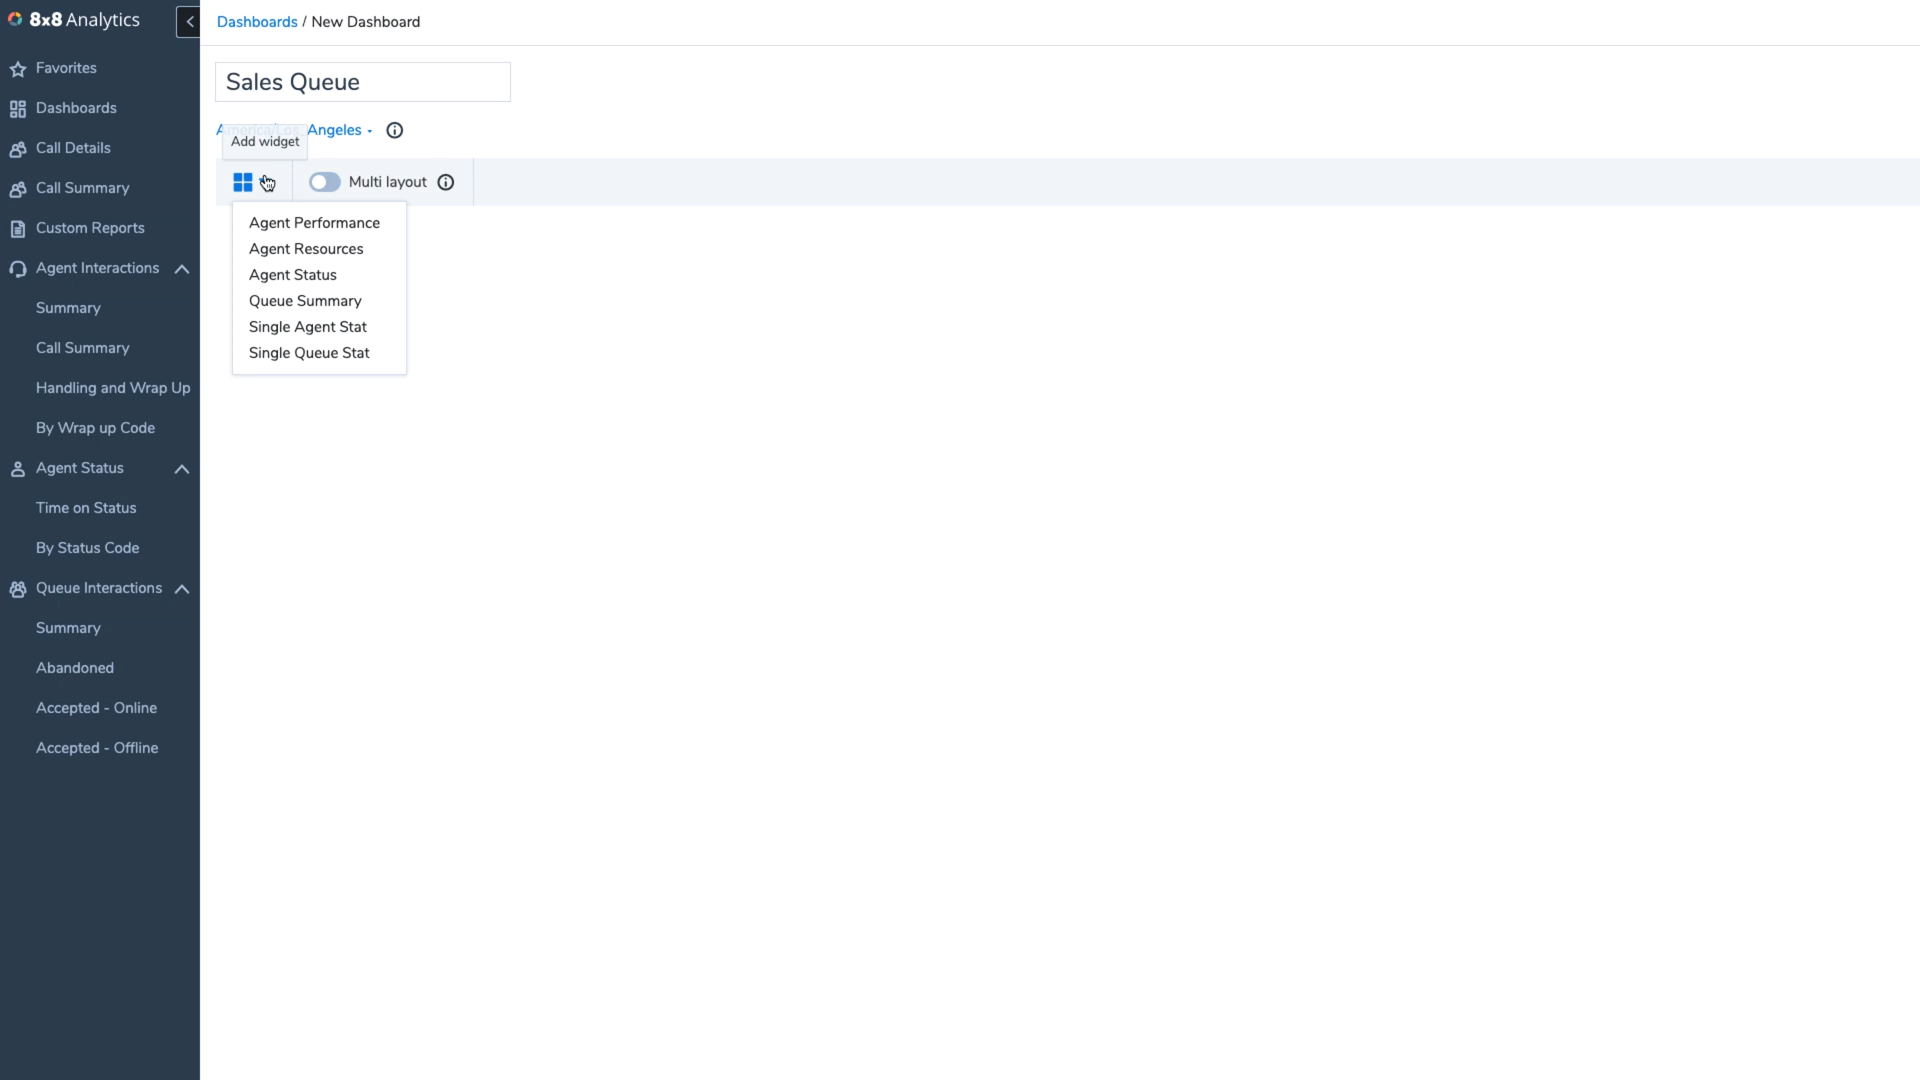 8x8 Analytics
Dashboards / New Dashboard
Favorites
Dashboards
Call Details
Call Summary
Custom Reports
Agent Interactions
Summary
Call Summary
Handling and Wrap Up
By Wrap up Code
Agent Status
Time on Status
By Status Code
Queue Interactions
Summary
Abandoned
Accepted - Online
Accepted - Offline
Sales Queue
America/Los_Angeles
Add widget
Multi layout
Agent Performance
Agent Resources
Agent Status
Queue Summary
Single Agent Stat
Single Queue Stat